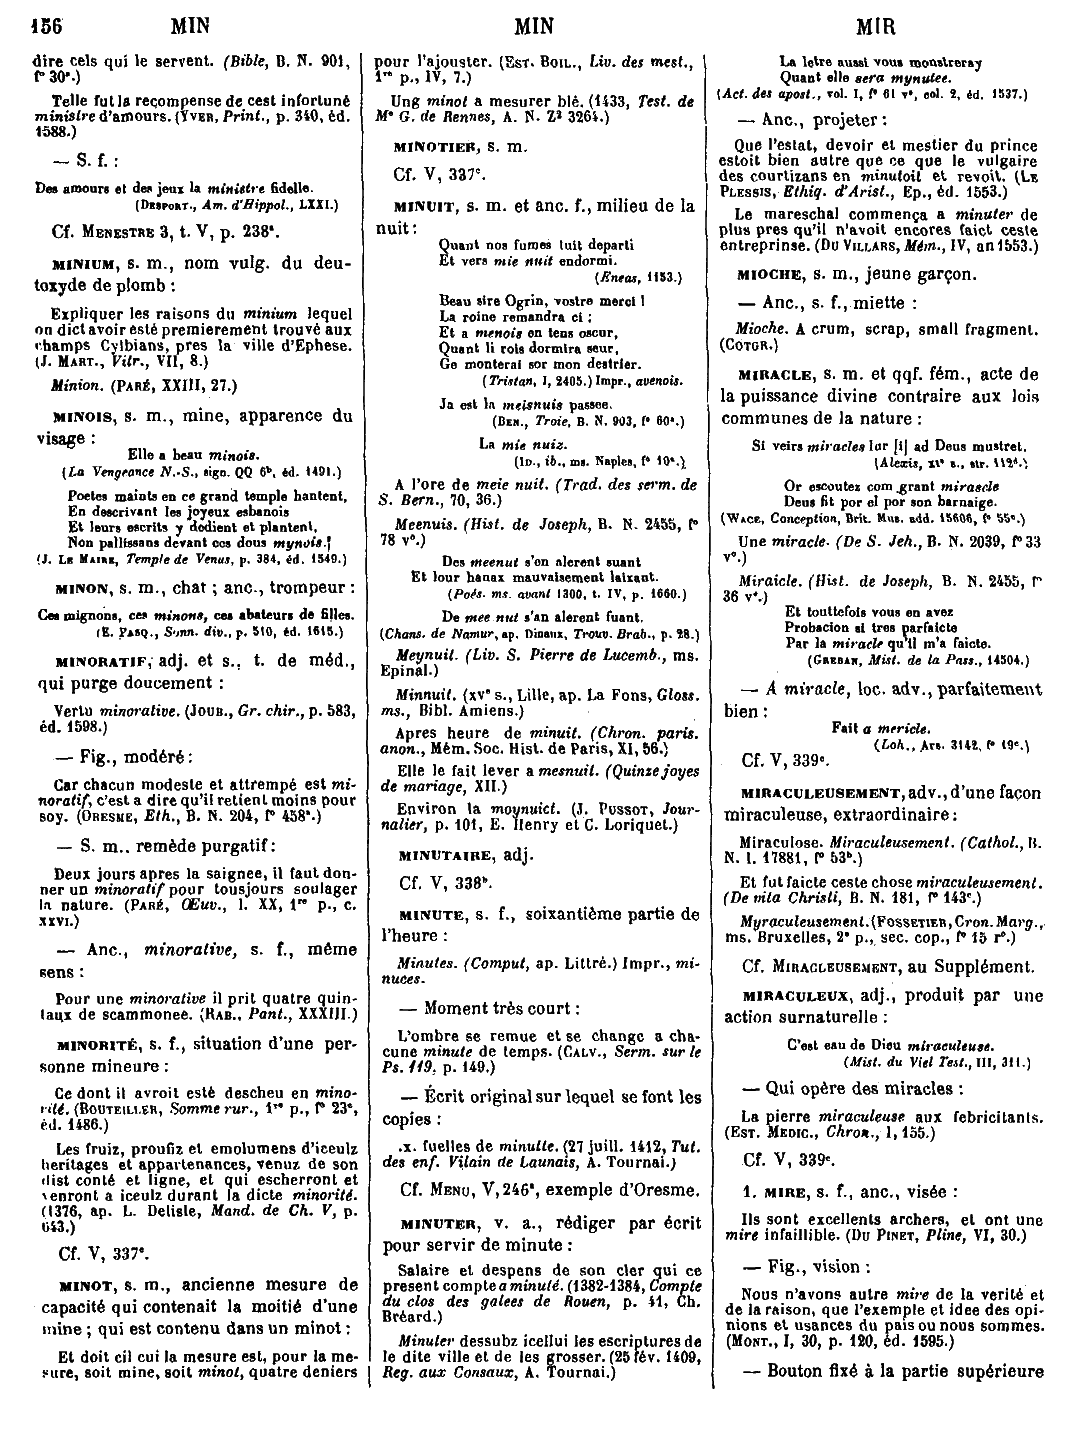 156 MIN MIN MIR
dire cels qui le servent. (Bible, B. N. 901,
f° 30ª.)
Telle fut la reçompense de cest infortuné
ministre d'amours. (YVER, Print., p. 340, éd.
1588.)
— S. f. :
Des amours et des jeux la ministre fidelle.
(DESPORT., Am. d'Hippol., LXXI.)
Cf. MENESTRE 3, t. V, p. 238ª.
MINIUM, s. m., nom vulg. du deu-
toxyde de plomb :
Expliquer les raisons du minium lequel
on dict avoir esté premierement trouvé aux
champs Cylbians, pres la ville d'Ephese.
(J. MART., Vitr., VII, 8.)
Minion. (PARÉ, XXIII, 27.)
MINOIS, s. m., mine, apparence du
visage :
Elle a beau minois.
(La Vengeance N.-S., sign. QQ 6ᵇ, éd. 1491.)
Poetes maints en ce grand temple hantent,
En descrivant les joyeux esbanois
Et leurs escrits y dedient et plantent,
Non pallissans devant ces dous mynois.
(J. LE MAIRE, Temple de Venus, p. 384, éd. 1549.)
MINON, s. m., chat ; anc., trompeur :
Ces mignons, ces minons, ces abateurs de filles.
(E. PASQ., Sonn. div., p. 510, éd. 1615.)
MINORATIF, adj. et s., t. de méd.,
qui purge doucement :
Vertu minorative. (JOUB., Gr. chir., p. 583,
éd. 1598.)
— Fig., modéré :
Car chacun modeste et attrempé est mi-
noratif, c'est a dire qu'il retient moins pour
soy. (ORESME, Eth., B. N. 204, f° 458ª.)
— S. m.. remède purgatif :
Deux jours apres la saignee, il faut don-
ner un minoratif pour tousjours soulager
la nature. (PARÉ, Œuv., l. XX, 1ʳᵉ p., c.
XXVI.)
— Anc., minorative, s. f., même
sens :
Pour une minorative il prit quatre quin-
taux de scammonee. (RAB., Pant., XXXIII.)
MINORITÉ, s. f., situation d'une per-
sonne mineure :
Ce dont il avroit esté descheu en mino-
rité. (BOUTEILLER, Somme rur., 1ʳᵉ p., f° 23ª,
éd. 1486.)
Les fruiz, proufiz et emolumens d'iceulz
heritages et appartenances, venuz de son
dist conté et ligne, et qui escherront et
venront a iceulz durant la dicte minorité.
(1376, ap. L. Delisle, Mand. de Ch. V, p.
643.)
Cf. V, 337ª.
MINOT, s. m., ancienne mesure de
capacité qui contenait la moitié d'une
mine ; qui est contenu dans un minot :
Et doit cil cui la mesure est, pour la me-
sure, soit mine, soit minot, quatre deniers
pour l'ajouster. (EST. BOIL., Liv. des mest.,
1ʳᵉ p., IV, 7.)
Ung minot a mesurer blé. (1433, Test. de
Mᵉ G. de Rennes, A. N. Z² 3264.)
MINOTIER, s. m.
Cf. V, 337ᶜ.
MINUIT, s. m. et anc. f., milieu de la
nuit :
Quant nos fumes tuit departi
Et vers mie nuit endormi.
(Eneas, 1153.)
Beau sire Ogrin, vostre merci !
La roine remandra ci ;
Et a menois en tens oscur,
Quant li rois dormira seur,
Ge monterai sor mon destrier.
(Tristan, I, 2405.) Impr., avenois.
Ja est la meisnuis passee.
(BEN., Troie, B. N. 903, f° 60ª.)
La mie nuiz.
(ID., ib., ms. Naples, f° 10ª.)
A l'ore de meie nuit. (Trad. des serm. de
S. Bern., 70, 36.)
Meenuis. (Hist. de Joseph, B. N. 2455, f°
78 v°.)
Des meenut s'en alerent suant
Et lour hanax mauvaisement laixant.
(Poés. ms. avant 1300, t. IV, p. 1660.)
De mee nut s'an alerent fuant.
(Chans. de Namur, ap. Dinaux, Trouv. Brab., p. 28.)
Meynuit. (Liv. S. Pierre de Lucemb., ms.
Epinal.)
Minnuit. (XVᵉ s., Lille, ap. La Fons, Gloss.
ms., Bibl. Amiens.)
Apres heure de minuit. (Chron. paris.
anon., Mém. Soc. Hist. de Paris, XI, 56.)
Elle le fait lever a mesnuit. (Quinze joyes
de mariage, XII.)
Environ la moynuict. (J. PUSSOT, Jour-
nalier, p. 101, E. Henry et C. Loriquet.)
MINUTAIRE, adj.
Cf. V, 338ᵇ.
MINUTE, s. f., soixantième partie de
l'heure :
Minutes. (Comput, ap. Littré.) Impr., mi-
nuces.
— Moment très court :
L'ombre se remue et se change a cha-
cune minute de temps. (CALV., Serm. sur le
Ps. 119, p. 149.)
— Écrit original sur lequel se font les
copies :
.x. fuelles de minutte. (27 juill. 1412, Tut.
des enf. Vilain de Launais, A. Tournai.)
Cf. MENU, V, 246ª, exemple d'Oresme.
MINUTER, v. a., rédiger par écrit
pour servir de minute :
Salaire et despens de son cler qui ce
present compte a minuté. (1382-1384, Compte
du clos des galees de Rouen, p. 41, Ch.
Bréard.)
Minuter dessubz icellui les escriptures de
le dite ville et de les grosser. (25 fév. 1409,
Reg. aux Consaux, A. Tournai.)
La letre aussi vous monstreray
Quant elle sera mynutee.
(Act. des apost., vol. I, f° 61 vº, col. 2, éd. 1537.)
— Anc., projeter :
Que l'estat, devoir et mestier du prince
estoit bien autre que ce que le vulgaire
des courtizans en minutoit et revoit. (LE
PLESSIS, Ethiq. d'Arist., Ep., éd. 1553.)
Le mareschal commença a minuter de
plus pres qu'il n'avoit encores faict ceste
entreprinse. (DU VILLARS, Mém., IV, an 1553.)
MIOCHE, s. m., jeune garçon.
— Anc., s. f., miette :
Mioche. A crum, scrap, small fragment.
(COTGR.)
MIRACLE, s. m. et qqf. fém., acte de
la puissance divine contraire aux lois
communes de la nature :
Si veirs miracles lur [i] ad Deus mustret.
(Alexis, XIᵉ s., str. 112ᵈ.)
Or escoutez com grant mirascle
Deus fit por el por son barnaige.
(WACE, Conception, Brit. Mus. add. 15606, f° 55ᵉ.)
Une miracle. (De S. Jeh., B. N. 2039, f° 33
v°.)
Miraicle. (Hist. de Joseph, B. N. 2455, f°
36 v°.)
Et touttefois vous en avez
Probacion si tres parfaicte
Par la miracle qu'il m'a faicte.
(GREBAN, Mist. de la Pass., 14504.)
— A miracle, loc. adv., parfaitement
bien :
Fait a mericle.
(Loh., Ars. 3142, f° 19ᶜ.)
Cf. V, 339ᶜ.
MIRACULEUSEMENT, adv., d'une façon
miraculeuse, extraordinaire :
Miraculose. Miraculeusement. (Cathol., B.
N. l. 17881, f° 53ᵇ.)
Et fut faicte ceste chose miraculeusement.
(De vita Christi, B. N. 181, f° 143ᶜ.)
Myraculeusement. (FOSSETIER, Cron. Marg.,
ms. Bruxelles, 2ᵉ p., sec. cop., f° 15 r°.)
Cf. MIRACLEUSEMENT, au Supplément.
MIRACULEUX, adj., produit par une
action surnaturelle :
C'est eau de Dieu miraculeuse.
(Mist. du Viel Test., III, 311.)
— Qui opère des miracles :
La pierre miraculeuse aux febricitants.
(EST. MEDIC., Chron., I, 155.)
Cf. V, 339ᶜ.
1. MIRE, s. f., anc., visée :
Ils sont excellents archers, et ont une
mire infaillible. (DU PINET, Pline, VI, 30.)
— Fig., vision :
Nous n'avons autre mire de la verité et
de la raison, que l'exemple et idee des opi-
nions et usances du pais ou nous sommes.
(MONT., I, 30, p. 120, éd. 1595.)
— Bouton fixé à la partie supérieure